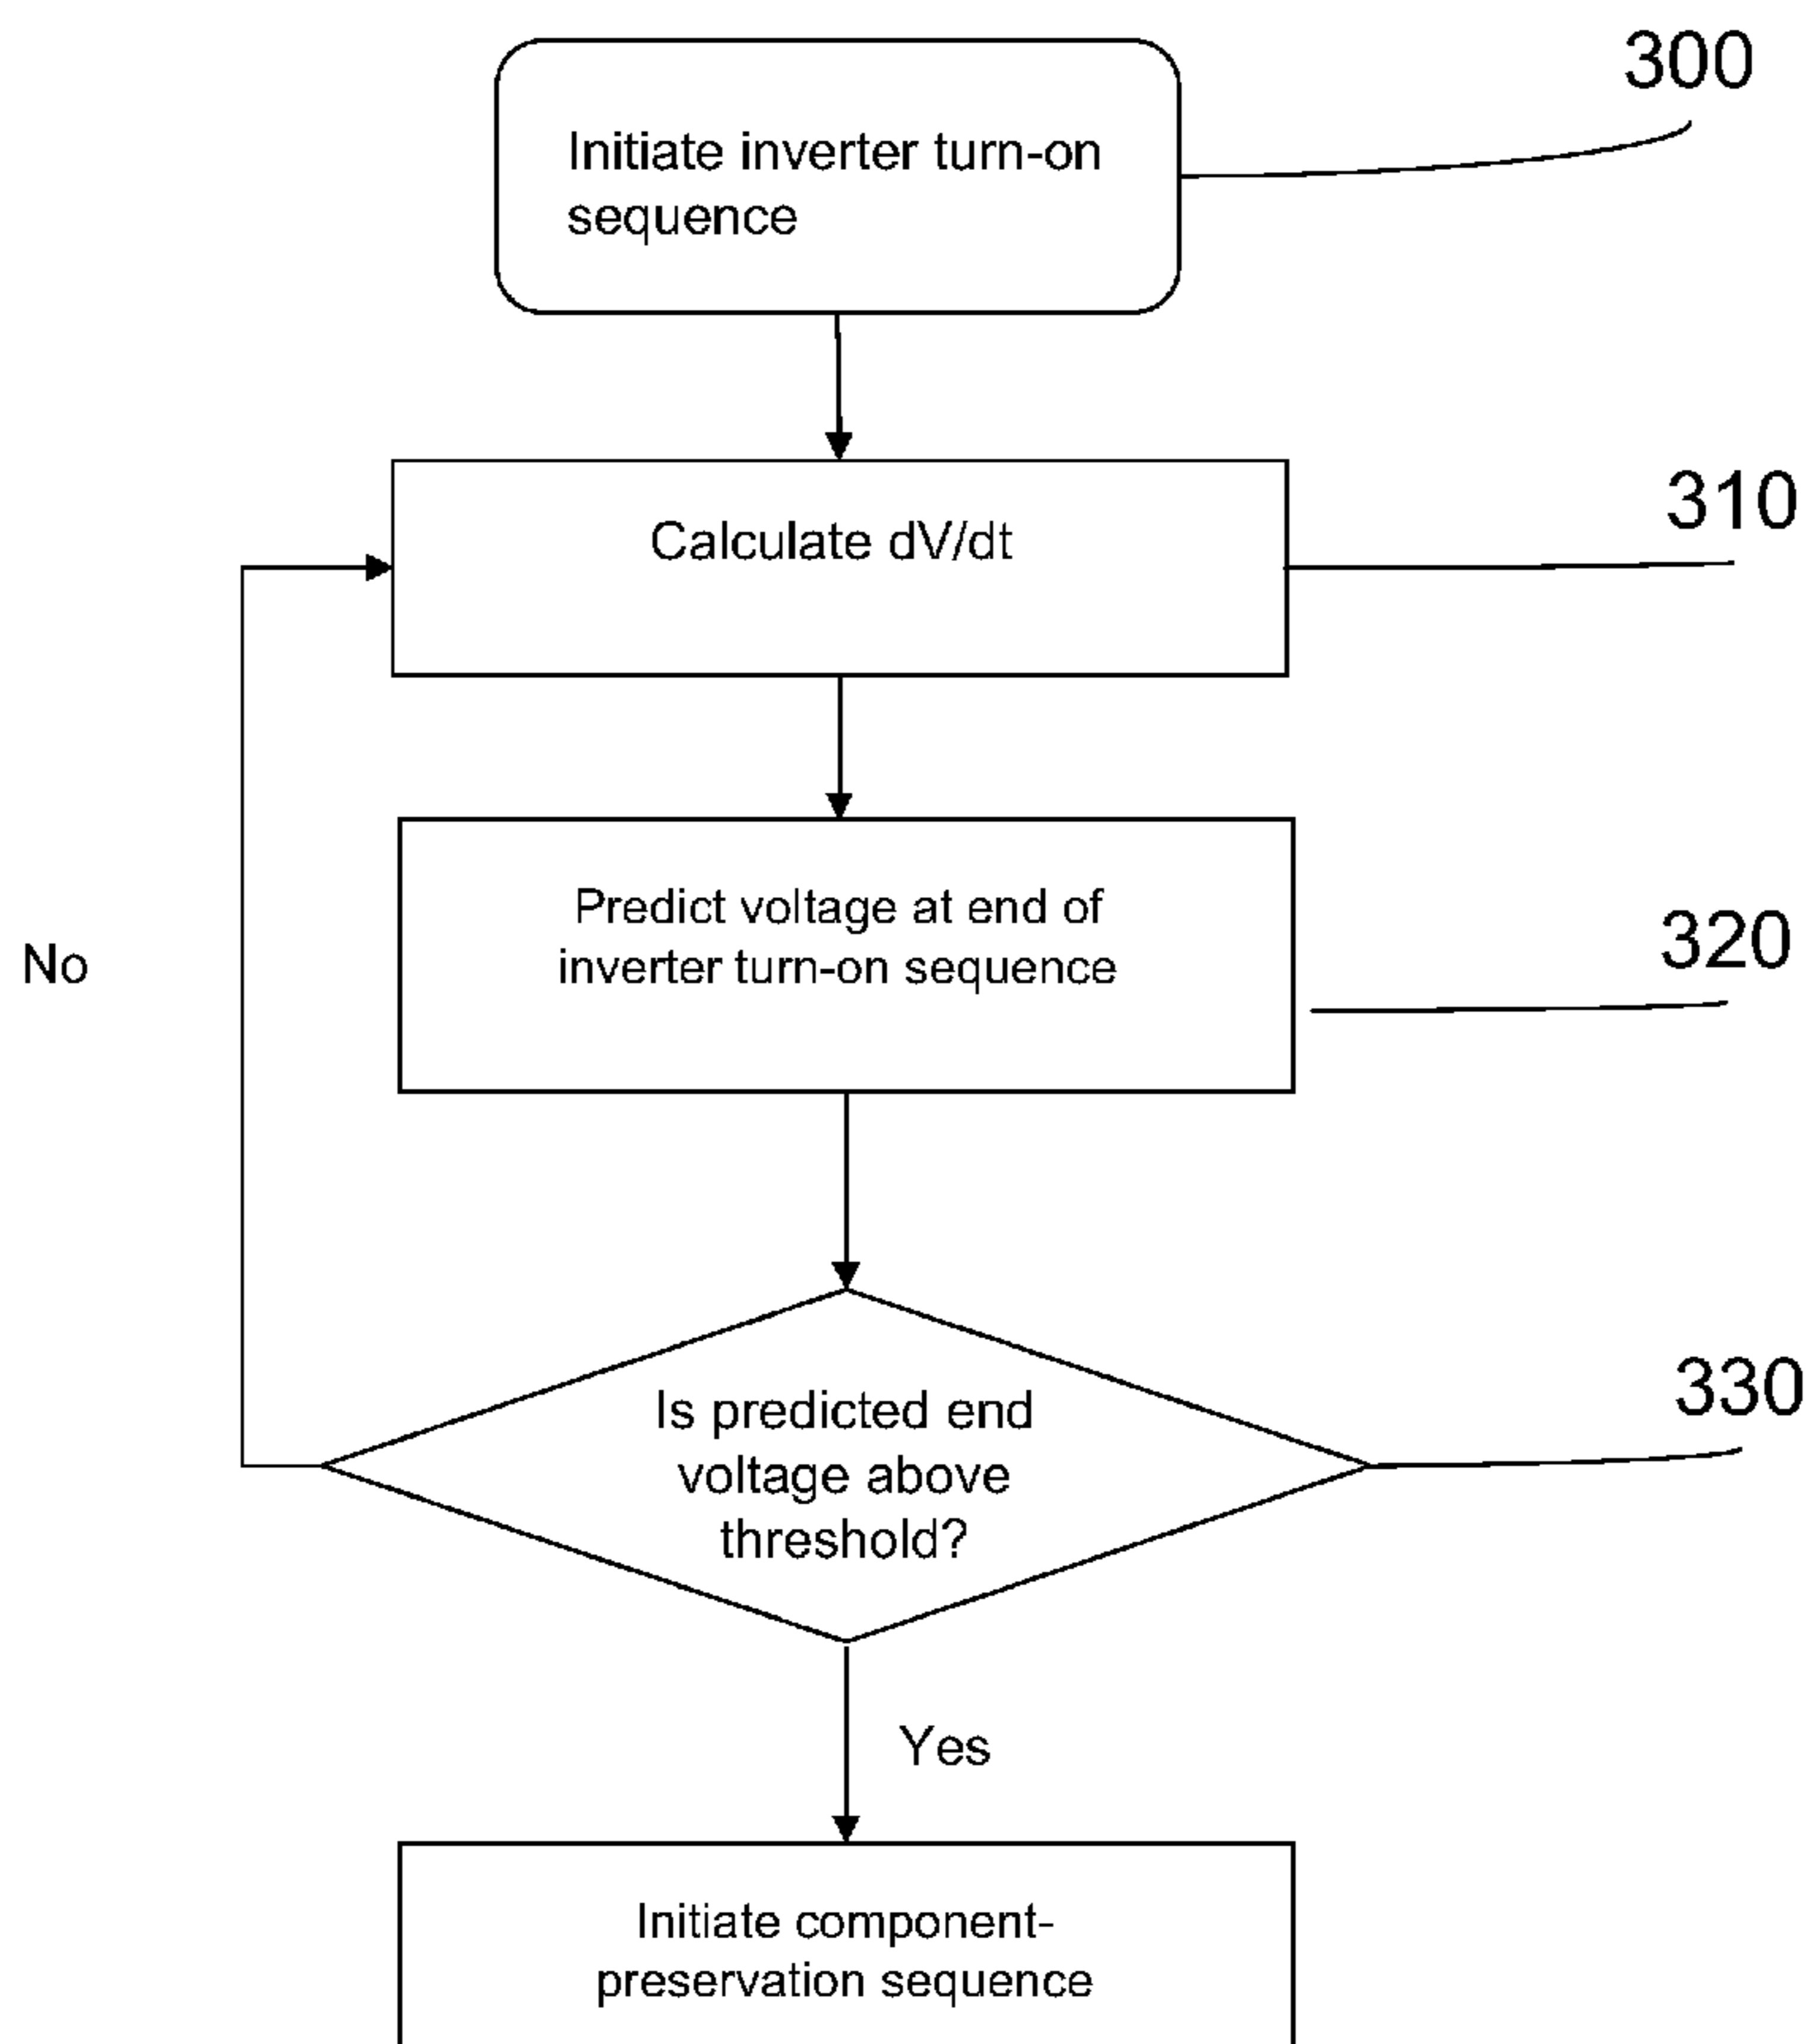 300
Initiate inverter turn-on
sequence
310
Calculate dV/dt
Predict voltage at end of
inverter turn-on sequence
320
No
330
Is predicted end
voltage above
threshold?
Yes
Initiate component-
preservation sequence